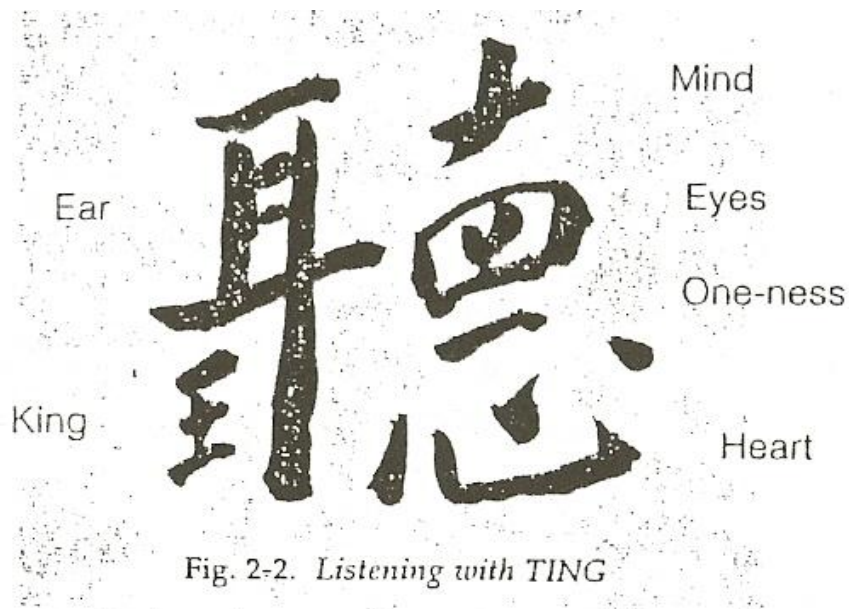 聽
Mind
Ear
Eyes
One-ness
King
Heart
Fig. 2-2. Listening with TING